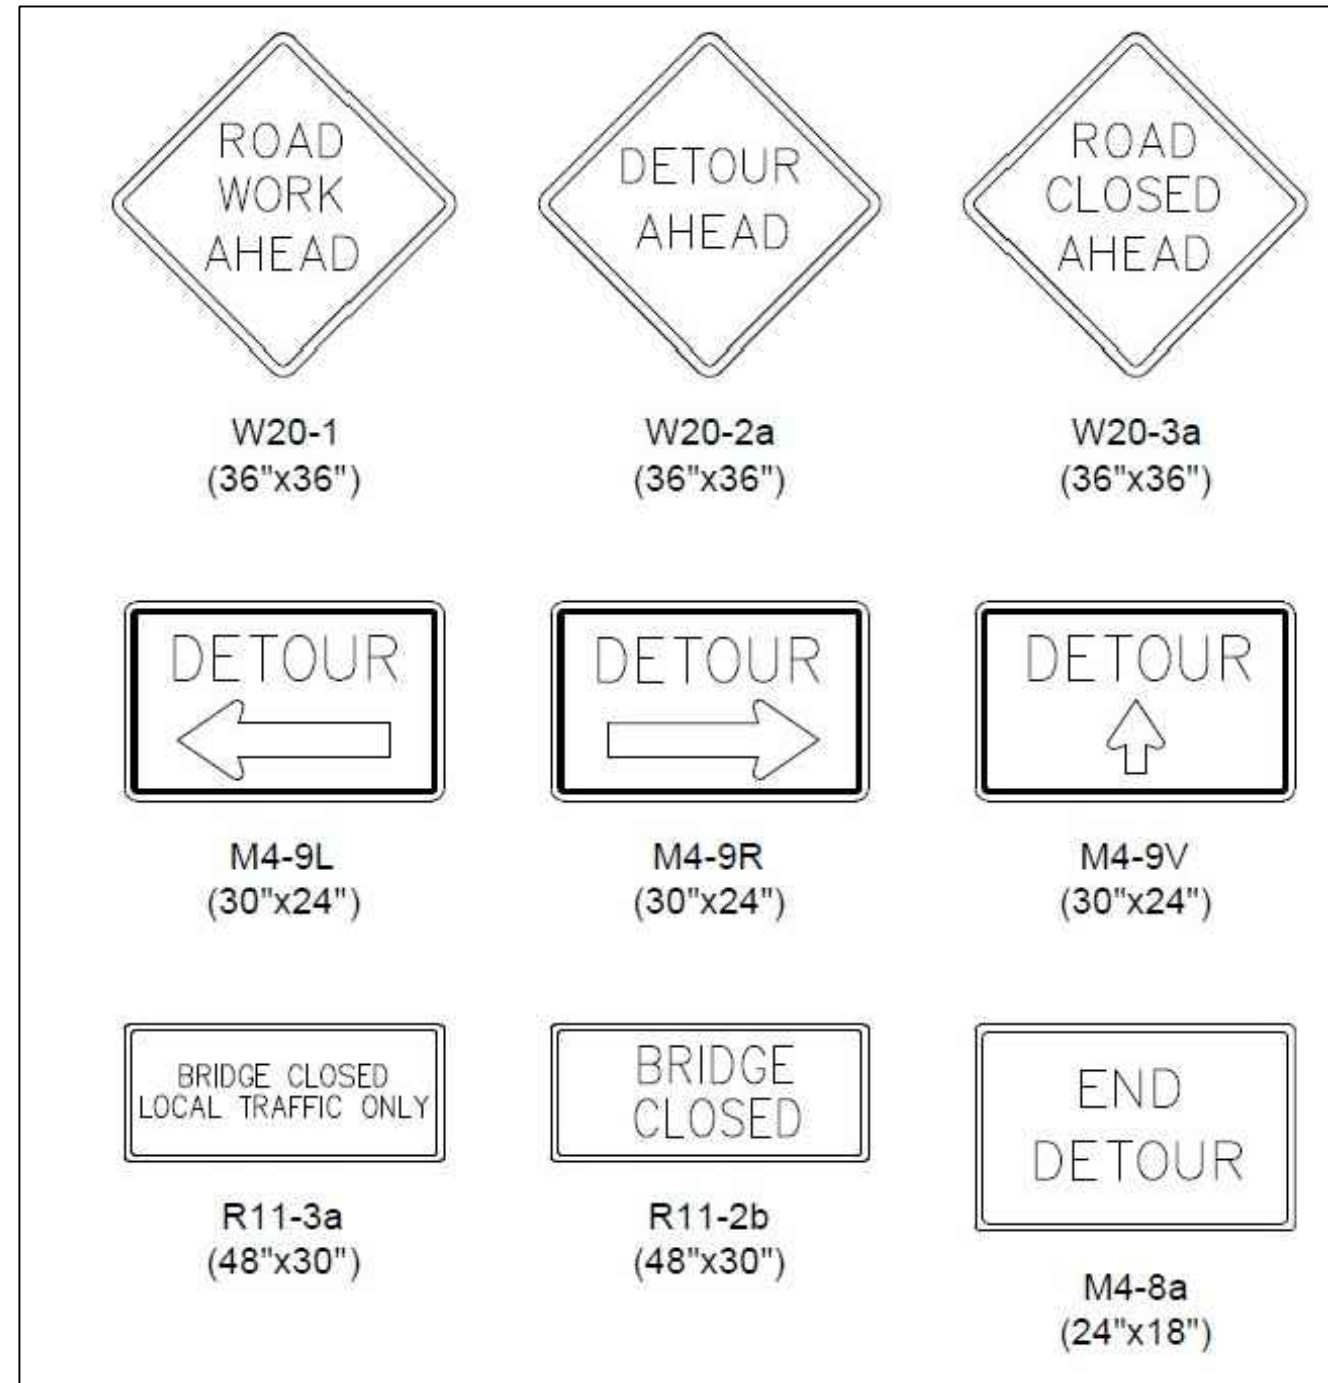 ROAD
WORK
AHEAD
W20-1
(36"x36")
DETOUR
AHEAD
W20-2a
(36"x36")
ROAD
CLOSED
AHEAD
W20-3a
(36"x36")
DETOUR
M4-9L
(30"x24")
DETOUR
M4-9R
(30"x24")
DETOUR
M4-9V
(30"x24")
BRIDGE CLOSED
LOCAL TRAFFIC ONLY
R11-3a
(48"x30")
BRIDGE
CLOSED
R11-2b
(48"x30")
END
DETOUR
M4-8a
(24"x18")